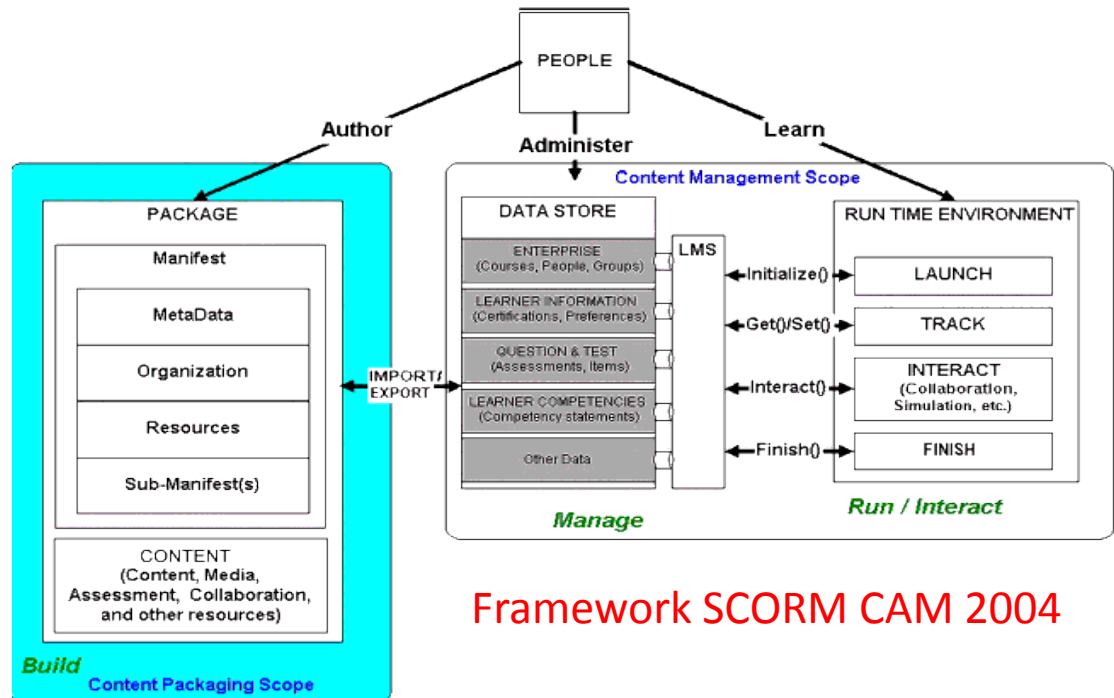 PEOPLE
Author
Administer
Learn
PACKAGE
Manifest
MetaData
Organization
Resources
Sub-Manifest(s)
CONTENT
(Content, Media,
Assessment, Collaboration,
and other resources)
Build
Content Packaging Scope
IMPORT/
EXPORT
Content Management Scope
DATA STORE
ENTERPRISE
(Courses, People, Groups)
LEARNER INFORMATION
(Certifications, Preferences)
QUESTION & TEST
(Assessments, Items)
LEARNER COMPETENCIES
(Competency statements)
Other Data
LMS
Manage
Initialize()
Get()/Set()
Interact()
Finish()
RUN TIME ENVIRONMENT
LAUNCH
TRACK
INTERACT
(Collaboration,
Simulation, etc.)
FINISH
Run / Interact
Framework SCORM CAM 2004